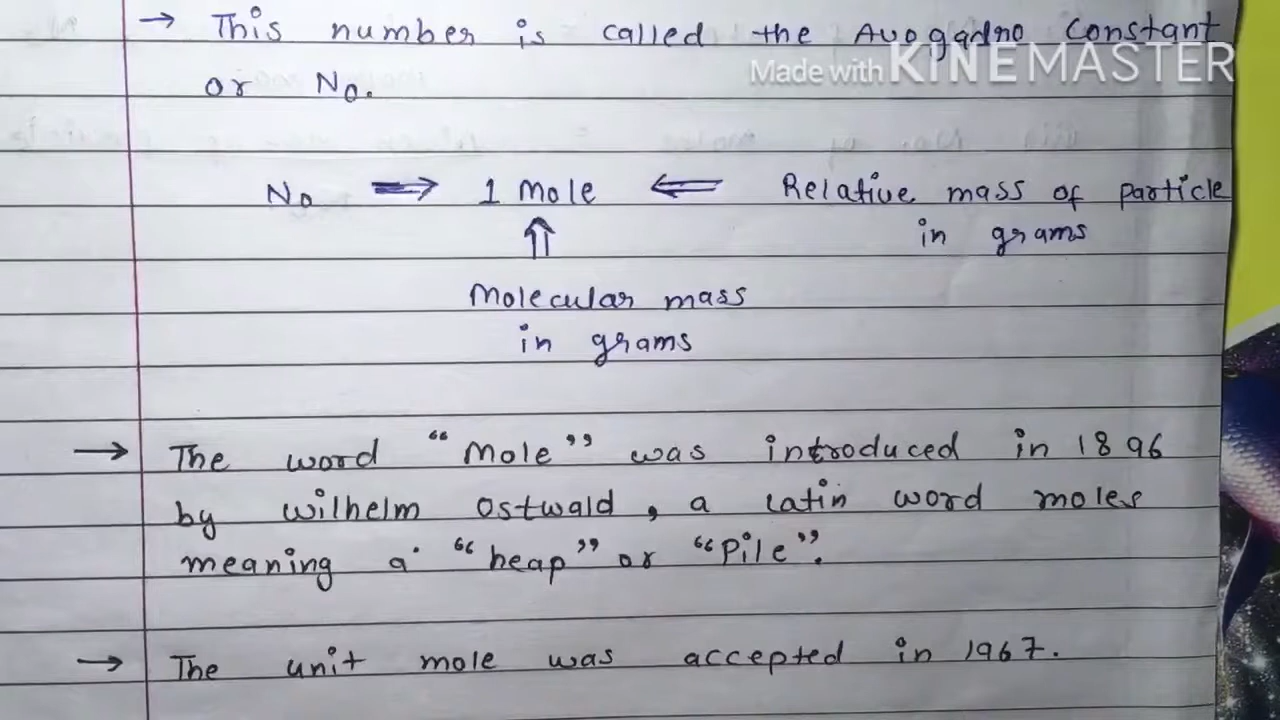 → This number is called the Avogadro Constant
Made with KINEMASTER
or No.
No ⇒ 1 Mole ⇐ Relative mass of particle
⇑ in grams
Molecular mass
in grams
→ The word “Mole” was introduced in 1896
by Wilhelm Ostwald, a Latin word moles
meaning a “heap” or “Pile”.
→ The unit mole was accepted in 1967.